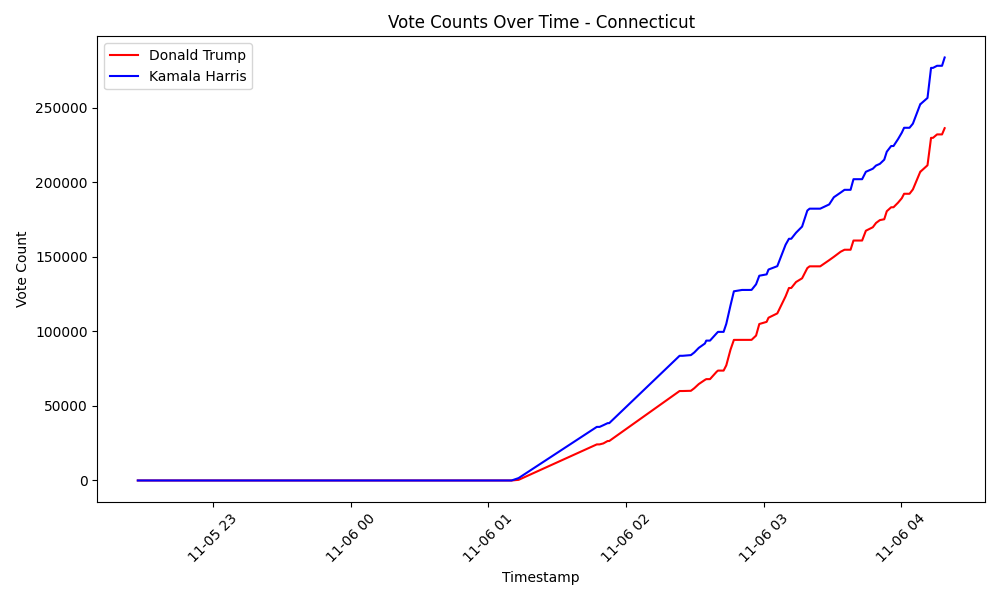 Vote Counts Over Time - Connecticut
Donald Trump
Kamala Harris
Vote Count
250000
200000
150000
100000
50000
0
11-05 23
11-06 00
11-06 01
11-06 02
11-06 03
11-06 04
Timestamp